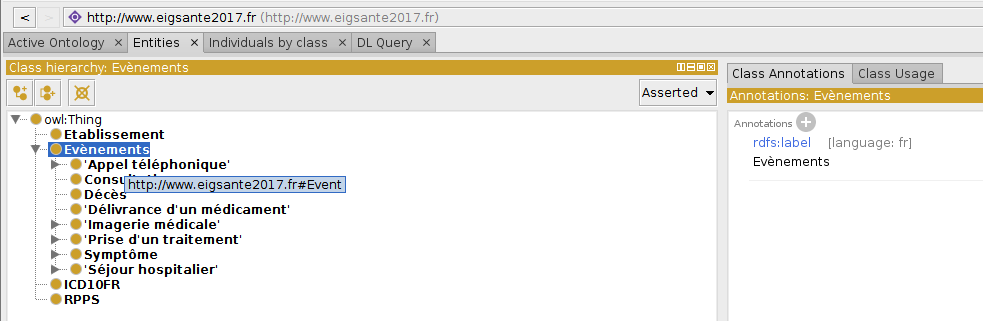 < > http://www.eigsante2017.fr (http://www.eigsante2017.fr)
Active Ontology × Entities × Individuals by class × DL Query ×
Class hierarchy: Evènements
Asserted
owl:Thing
Etablissement
Evènements
'Appel téléphonique'
http://www.eigsante2017.fr#Event
Décès
'Délivrance d'un médicament'
'Imagerie médicale'
'Prise d'un traitement'
Symptôme
'Séjour hospitalier'
ICD10FR
RPPS
Class Annotations Class Usage
Annotations: Evènements
Annotations +
rdfs:label [language: fr]
Evènements